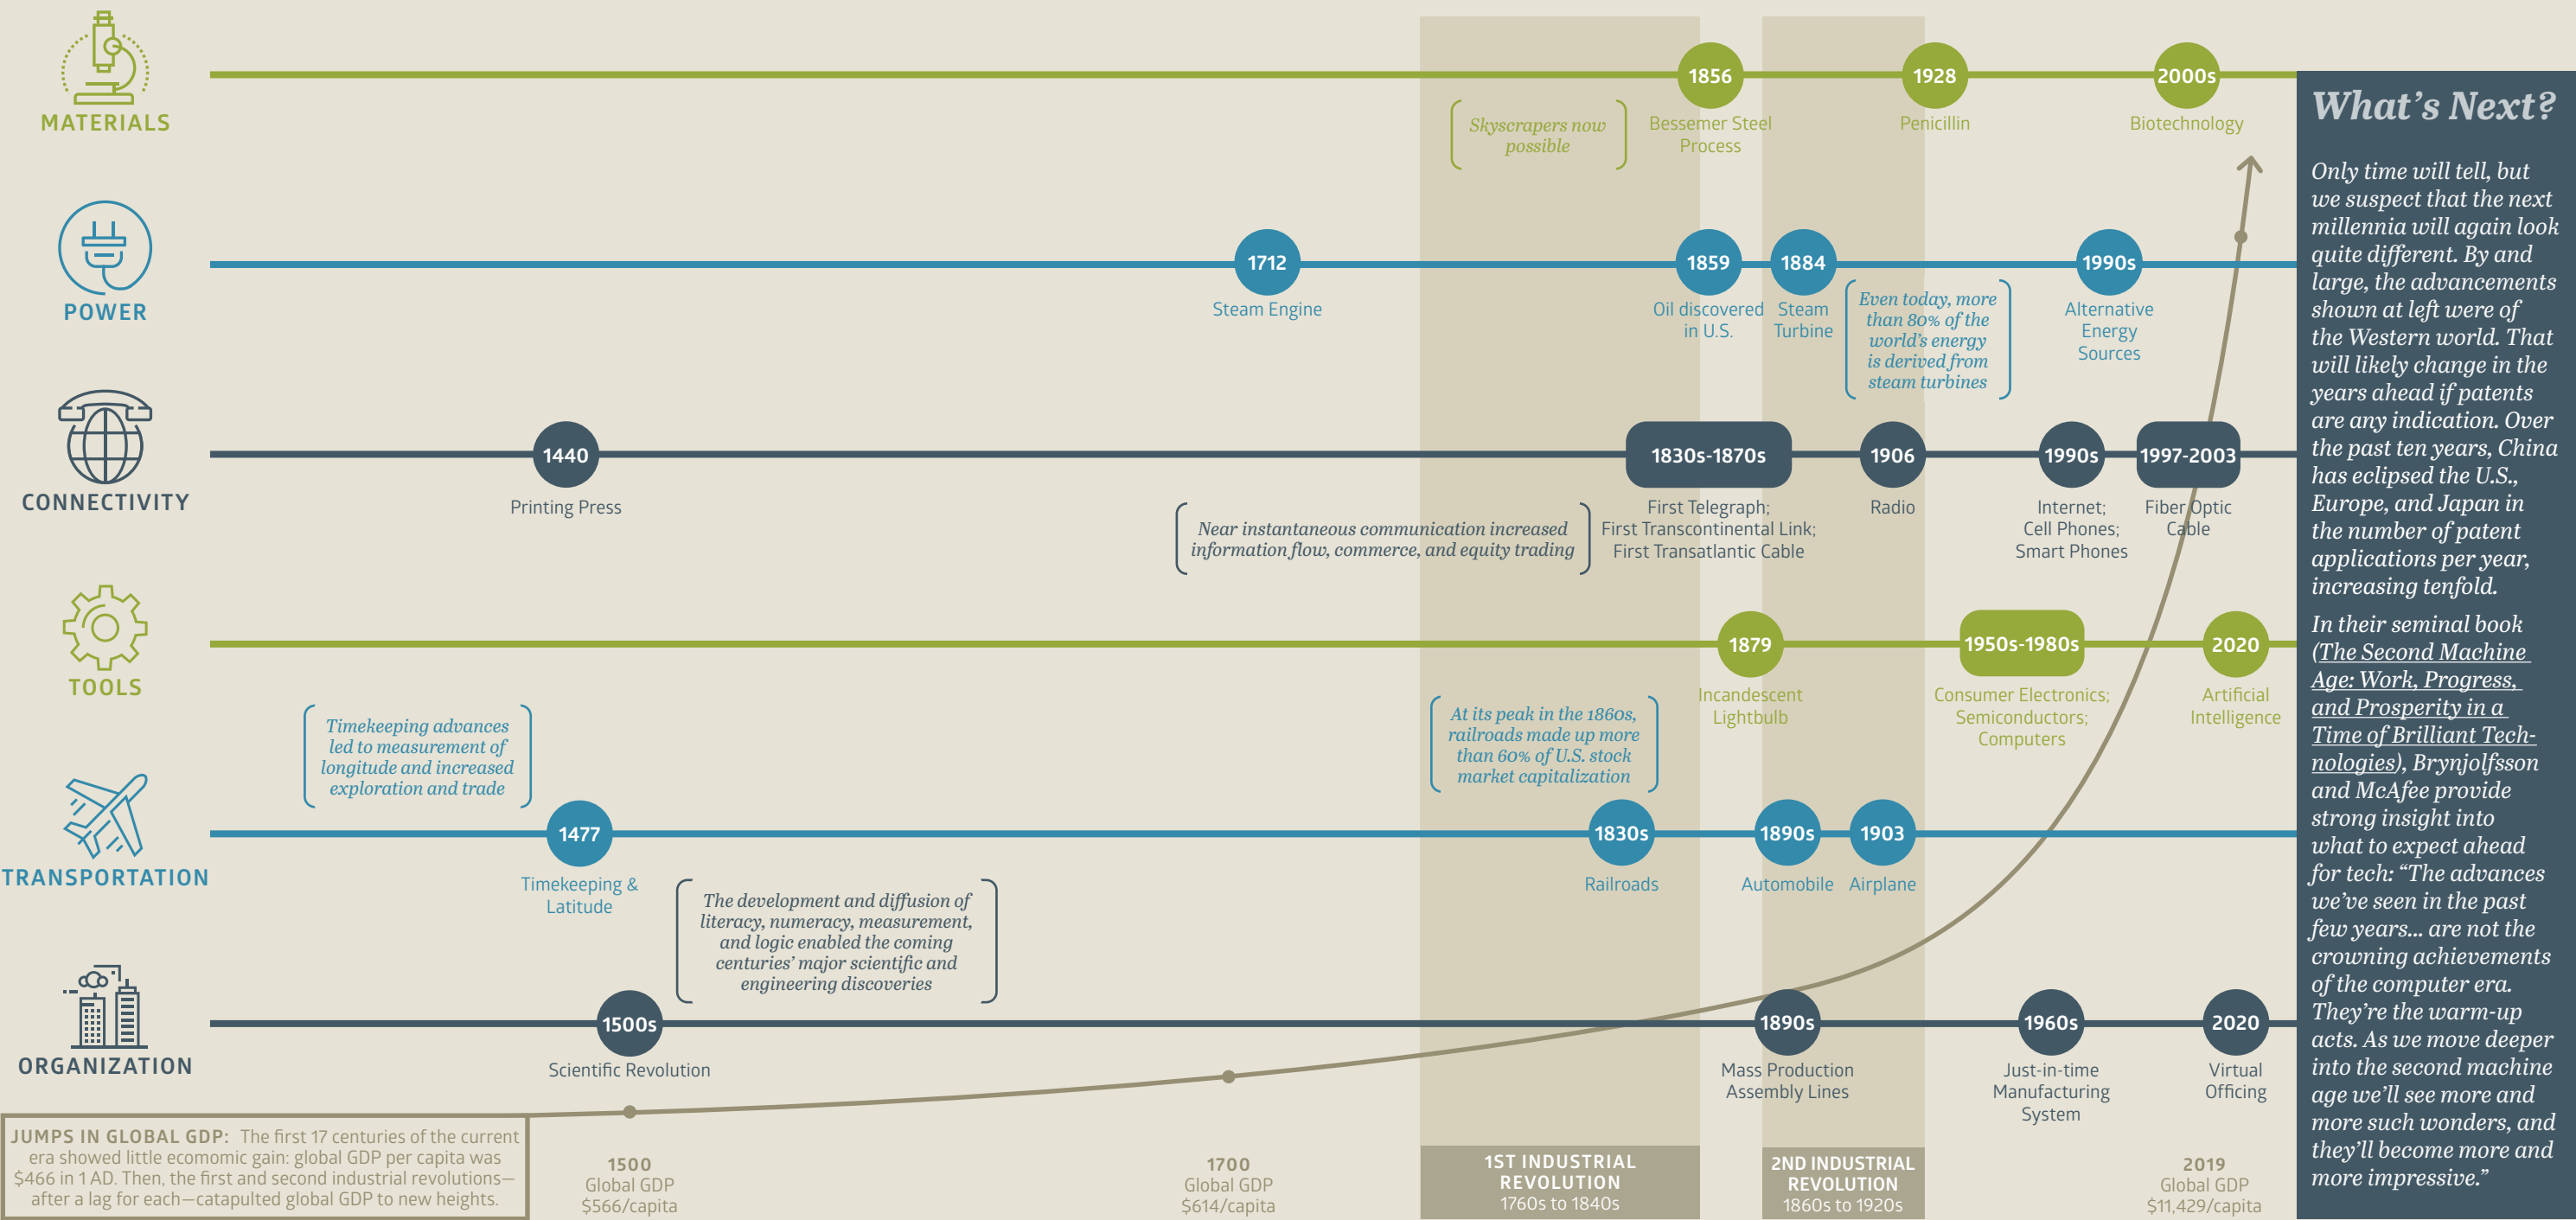 MATERIALS
1856
Bessemer Steel
Process
Skyscrapers now
possible
1928
Penicillin
2000s
Biotechnology
POWER
1712
Steam Engine
1859
Oil discovered
in U.S.
1884
Steam
Turbine
Even today, more
than 80% of the
world's energy
is derived from
steam turbines
1990s
Alternative
Energy
Sources
CONNECTIVITY
1440
Printing Press
Near instantaneous communication increased
information flow, commerce, and equity trading
1830s-1870s
First Telegraph;
First Transcontinental Link;
First Transatlantic Cable
1906
Radio
1990s
Internet;
Cell Phones;
Smart Phones
1997-2003
Fiber Optic
Cable
TOOLS
1879
Incandescent
Lightbulb
1950s-1980s
Consumer Electronics;
Semiconductors;
Computers
2020
Artificial
Intelligence
TRANSPORTATION
Timekeeping advances
led to measurement of
longitude and increased
exploration and trade
1477
Timekeeping &
Latitude
At its peak in the 1860s,
railroads made up more
than 60% of U.S. stock
market capitalization
1830s
Railroads
1890s
Automobile
1903
Airplane
ORGANIZATION
1500s
Scientific Revolution
The development and diffusion of
literacy, numeracy, measurement,
and logic enabled the coming
centuries' major scientific and
engineering discoveries
1890s
Mass Production
Assembly Lines
1960s
Just-in-time
Manufacturing
System
2020
Virtual
Officing
JUMPS IN GLOBAL GDP: The first 17 centuries of the current
era showed little ecomomic gain: global GDP per capita was
$466 in 1 AD. Then, the first and second industrial revolutions—
after a lag for each—catapulted global GDP to new heights.
1500
Global GDP
$566/capita
1700
Global GDP
$614/capita
1ST INDUSTRIAL
REVOLUTION
1760s to 1840s
2ND INDUSTRIAL
REVOLUTION
1860s to 1920s
2019
Global GDP
$11,429/capita
What's Next?
Only time will tell, but
we suspect that the next
millennia will again look
quite different. By and
large, the advancements
shown at left were of
the Western world. That
will likely change in the
years ahead if patents
are any indication. Over
the past ten years, China
has eclipsed the U.S.,
Europe, and Japan in
the number of patent
applications per year,
increasing tenfold.
In their seminal book
(The Second Machine
Age: Work, Progress,
and Prosperity in a
Time of Brilliant Tech-
nologies), Brynjolfsson
and McAfee provide
strong insight into
what to expect ahead
for tech: “The advances
we've seen in the past
few years... are not the
crowning achievements
of the computer era.
They're the warm-up
acts. As we move deeper
into the second machine
age we'll see more and
more such wonders, and
they'll become more and
more impressive.”